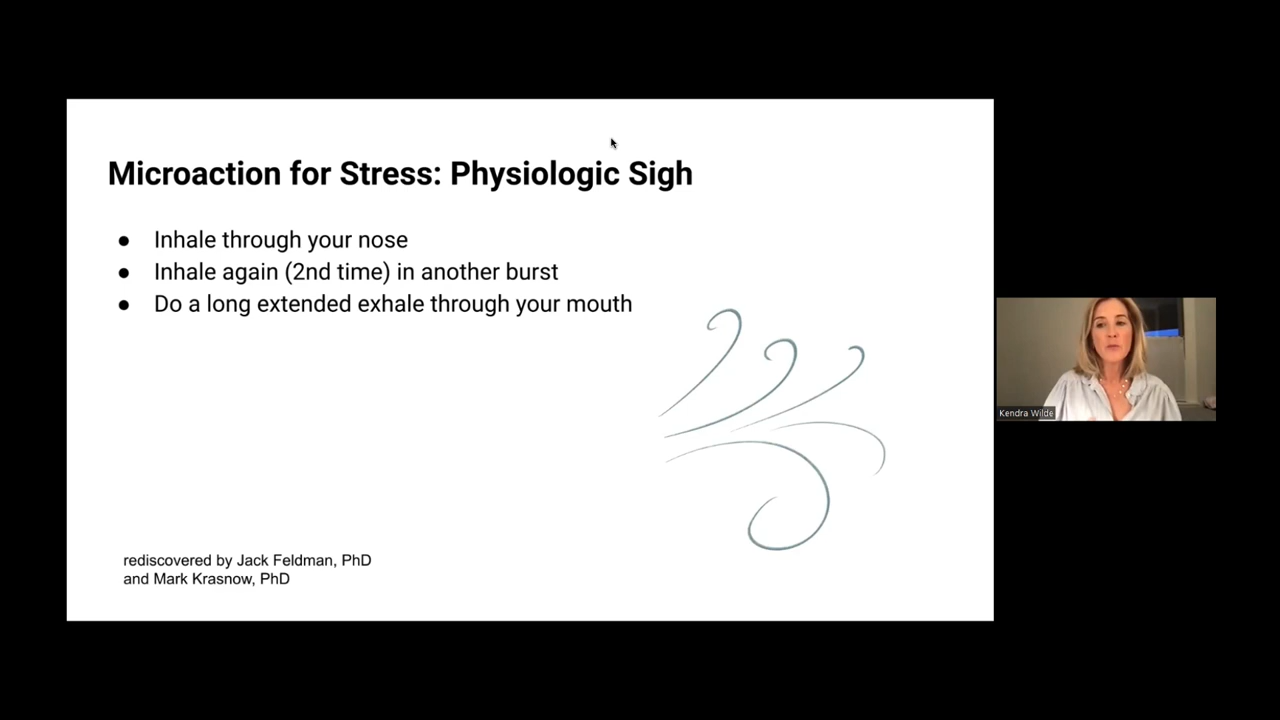 Microaction for Stress: Physiologic Sigh
● Inhale through your nose
● Inhale again (2nd time) in another burst
● Do a long extended exhale through your mouth
rediscovered by Jack Feldman, PhD
and Mark Krasnow, PhD
Kendra Wilde